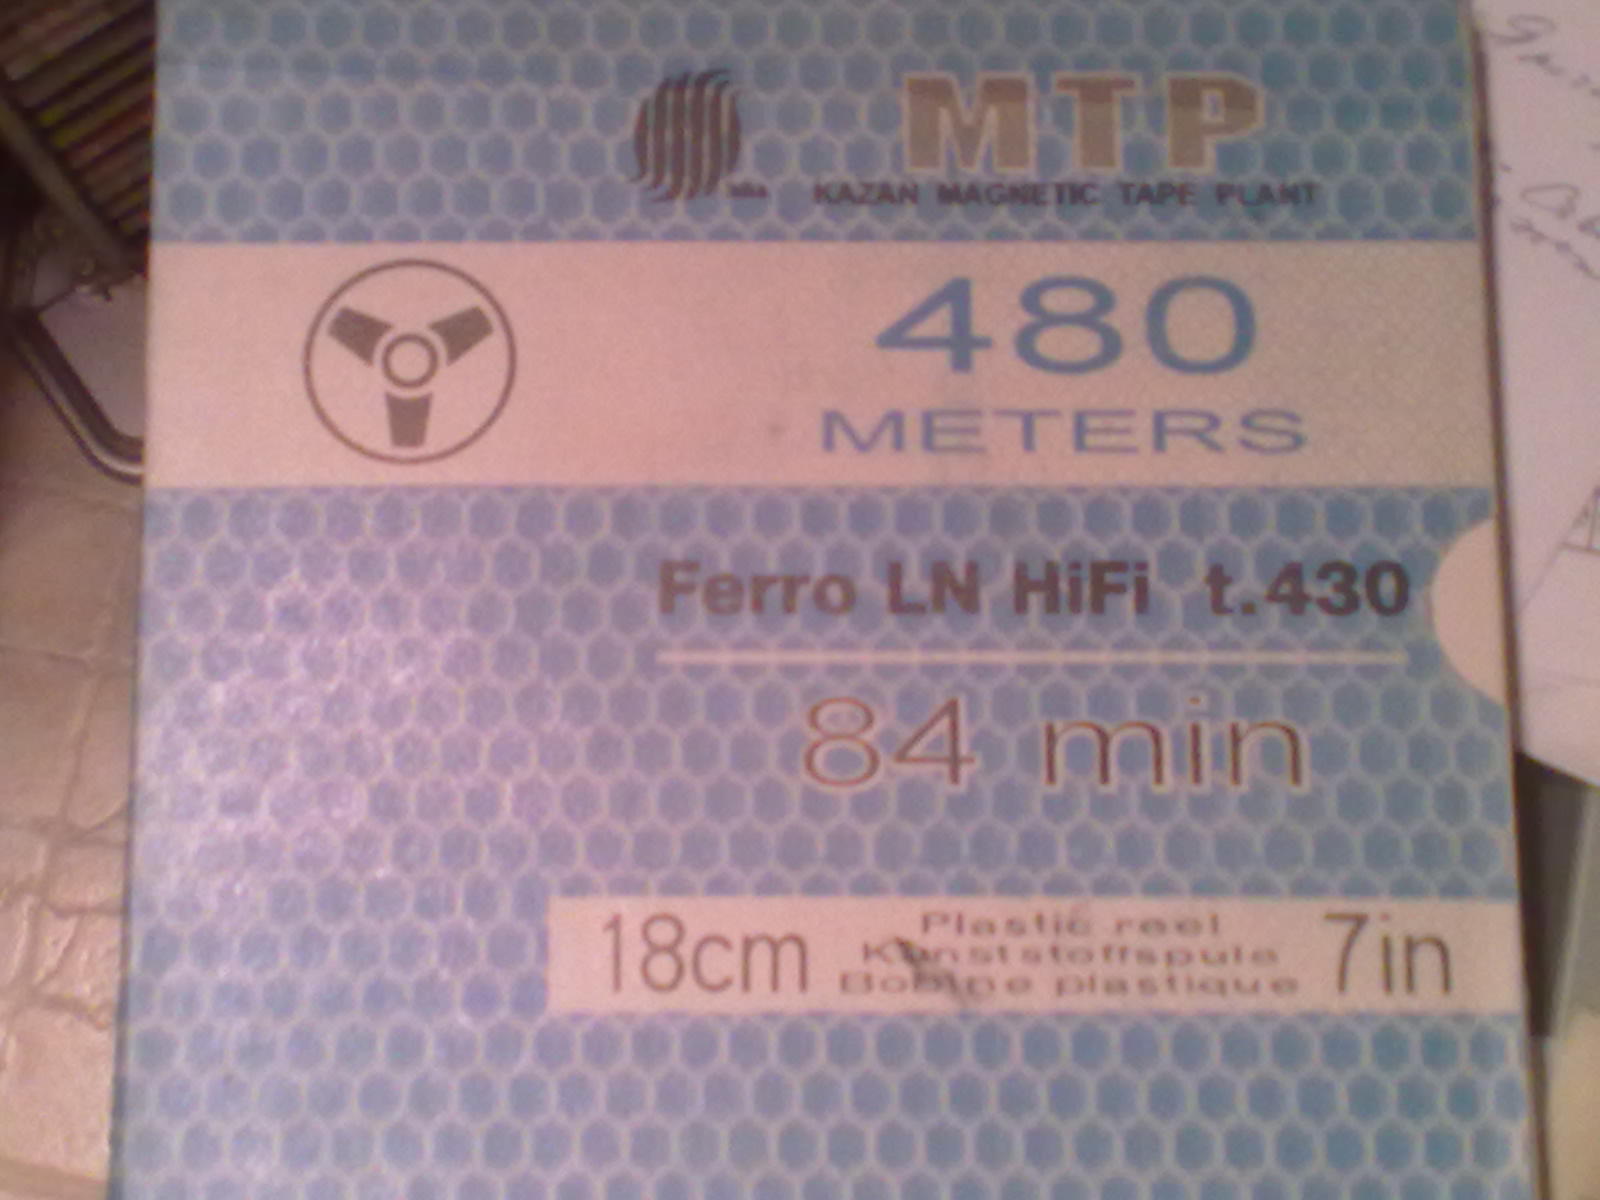 MTP
KAZAN MAGNETIC TAPE PLANT
480
METERS
Ferro LN HiFi t.430
84 min
18cm
Plastic reel
Kunststoffspule
Bobine plastique
7in